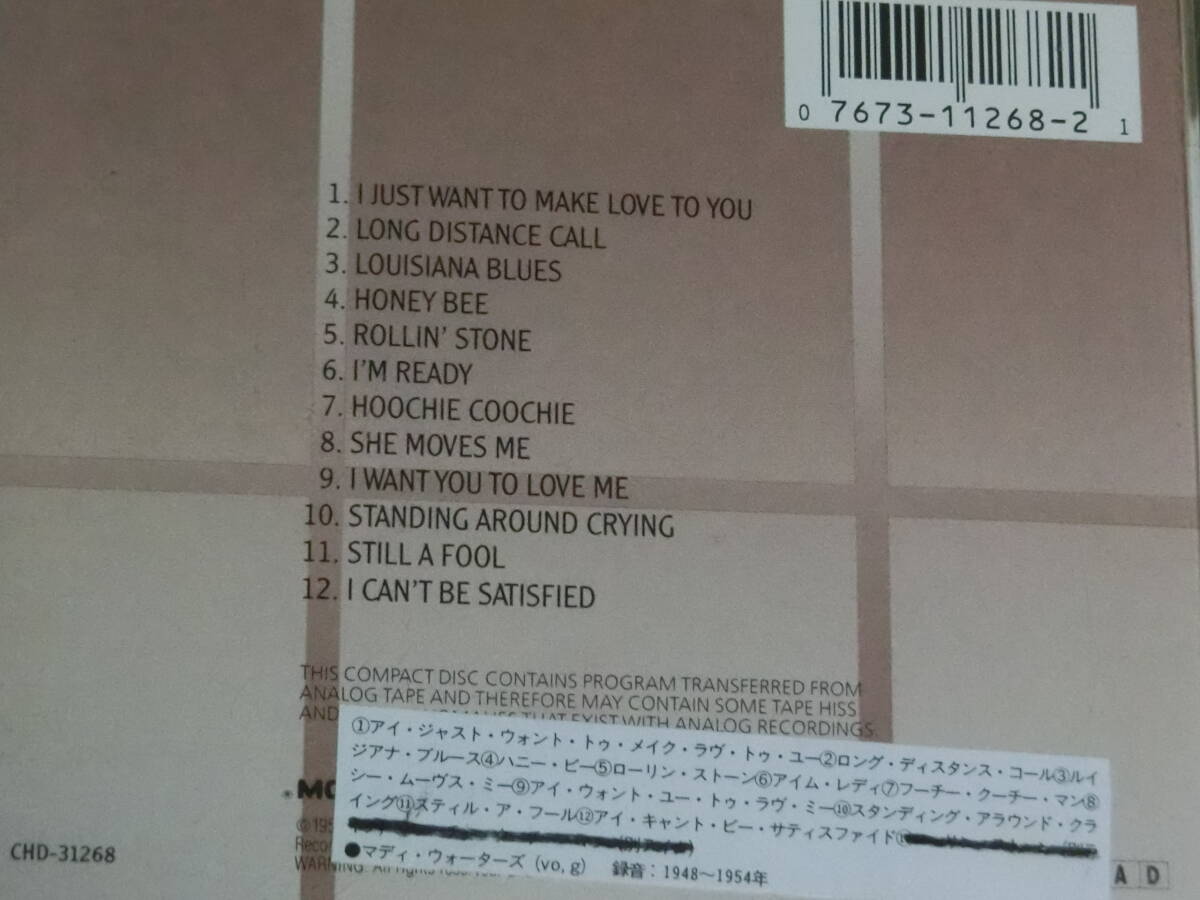 0 7673-11268-2 1
1. I JUST WANT TO MAKE LOVE TO YOU
2. LONG DISTANCE CALL
3. LOUISIANA BLUES
4. HONEY BEE
5. ROLLIN' STONE
6. I'M READY
7. HOOCHIE COOCHIE
8. SHE MOVES ME
9. I WANT YOU TO LOVE ME
10. STANDING AROUND CRYING
11. STILL A FOOL
12. I CAN'T BE SATISFIED
THIS COMPACT DISC CONTAINS PROGRAM TRANSFERRED FROM
ANALOG TAPE AND THEREFORE MAY CONTAIN SOME TAPE HISS
AND THAT EXIST WITH ANALOG RECORDINGS.
①アイ・ジャスト・ウォント・トゥ・メイク・ラヴ・トゥ・ユー②ロング・ディスタンス・コール③ルイ
ジアナ・ブルース④ハニー・ビー⑤ローリン・ストーン⑥アイム・レディ⑦フーチー・クーチー・マン⑧
シー・ムーヴス・ミー⑨アイ・ウォント・ユー・トゥ・ラヴ・ミー⑩スタンディング・アラウンド・クラ
イング⑪スティル・ア・フール⑫アイ・キャント・ビー・サティスファイド
●マディ・ウォーターズ (vo, g) 録音：1948〜1954年
WARNING:
CHD-31268
A D